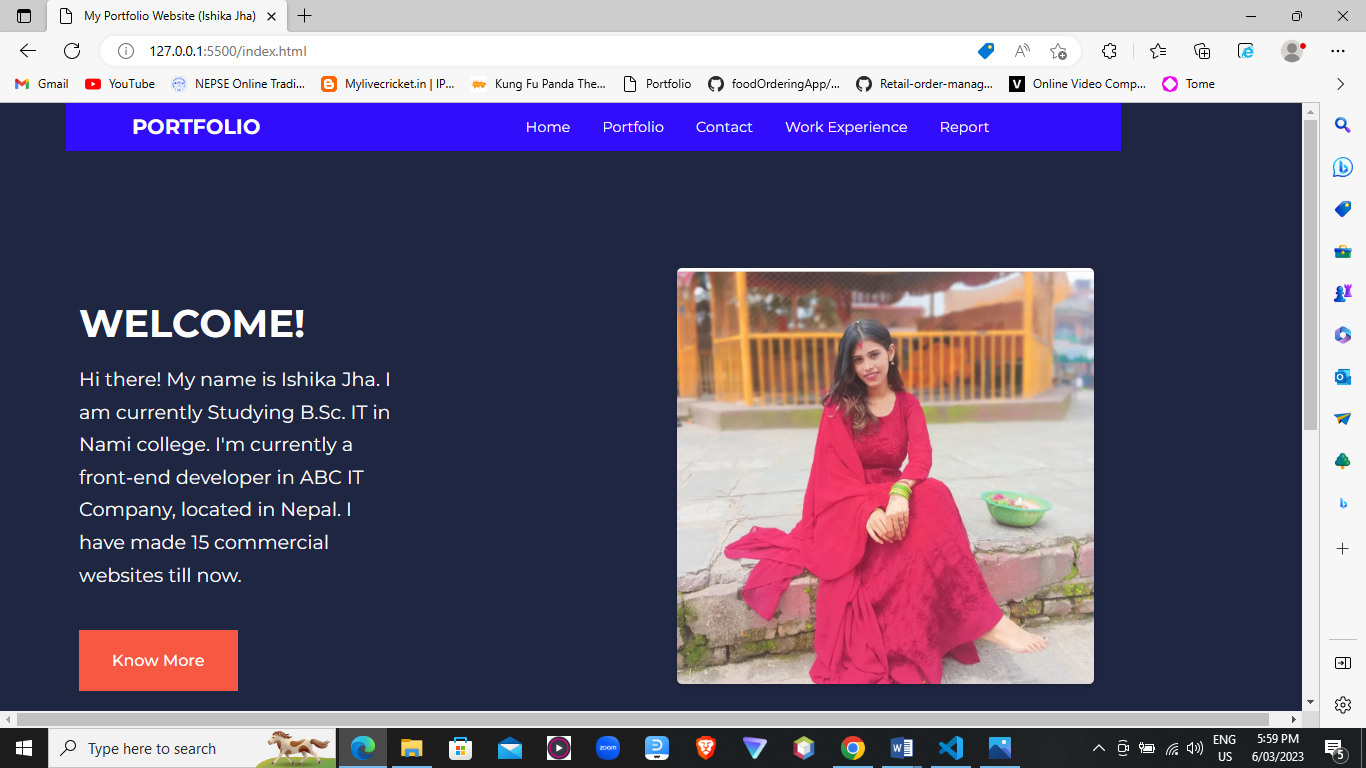 My Portfolio Website (Ishika Jha)
127.0.0.1:5500/index.html
Gmail
YouTube
NEPSE Online Tradi...
Mylivecricket.in | IP...
Kung Fu Panda The...
Portfolio
foodOrderingApp/...
Retail-order-manag...
Online Video Comp...
Tome
PORTFOLIO
Home
Portfolio
Contact
Work Experience
Report
WELCOME!
Hi there! My name is Ishika Jha. I
am currently Studying B.Sc. IT in
Nami college. I'm currently a
front-end developer in ABC IT
Company, located in Nepal. I
have made 15 commercial
websites till now.
Know More
Type here to search
zoom
ENG
US
5:59 PM
6/03/2023
5